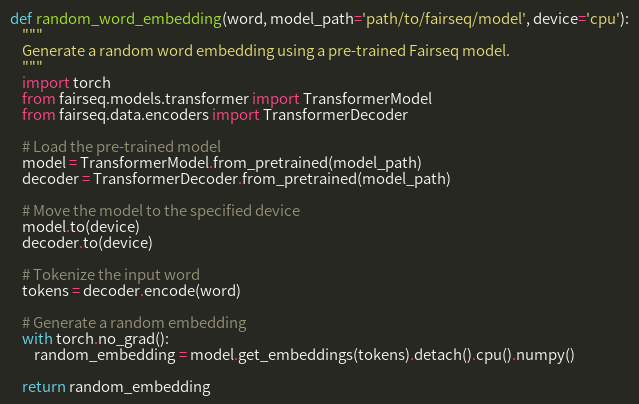 def random_word_embedding(word, model_path='path/to/fairseq/model', device='cpu'):
"""
Generate a random word embedding using a pre-trained Fairseq model.
"""
import torch
from fairseq.models.transformer import TransformerModel
from fairseq.data.encoders import TransformerDecoder
# Load the pre-trained model
model = TransformerModel.from_pretrained(model_path)
decoder = TransformerDecoder.from_pretrained(model_path)
# Move the model to the specified device
model.to(device)
decoder.to(device)
# Tokenize the input word
tokens = decoder.encode(word)
# Generate a random embedding
with torch.no_grad():
random_embedding = model.get_embeddings(tokens).detach().cpu().numpy()
return random_embedding